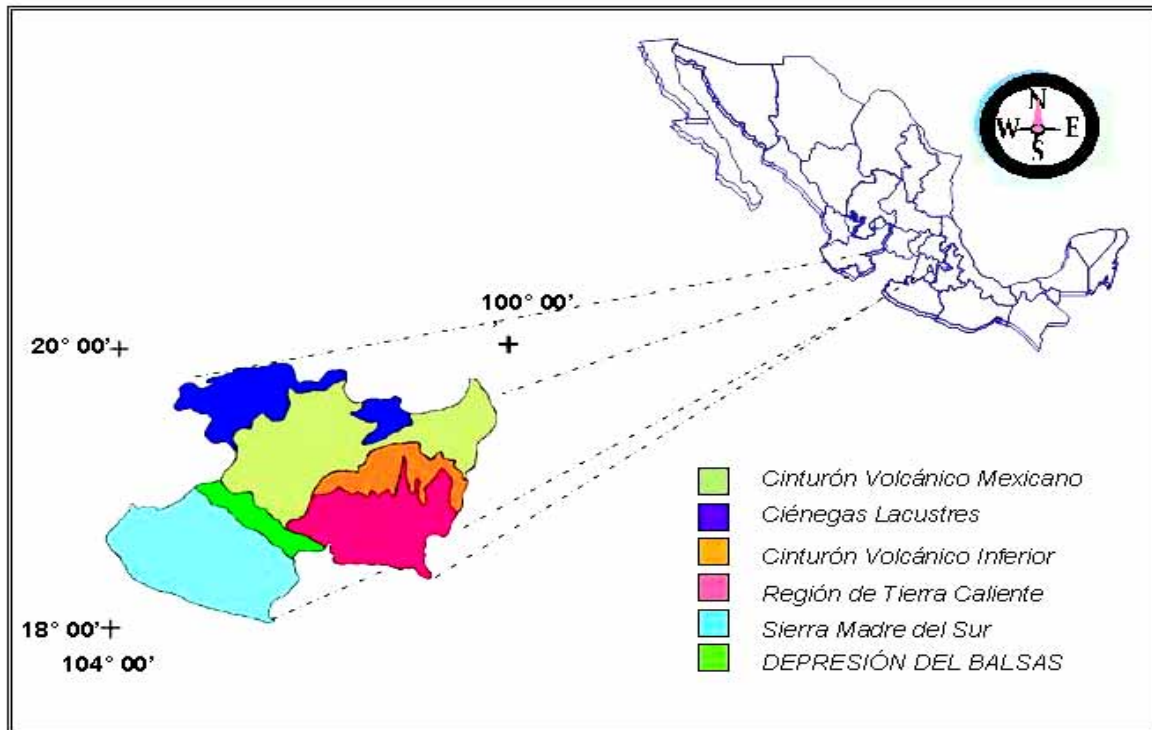 N
W E
S
100° 00’
20° 00’
Cinturón Volcánico Mexicano
Ciénegas Lacustres
Cinturón Volcánico Inferior
Región de Tierra Caliente
Sierra Madre del Sur
DEPRESIÓN DEL BALSAS
18° 00’
104° 00’